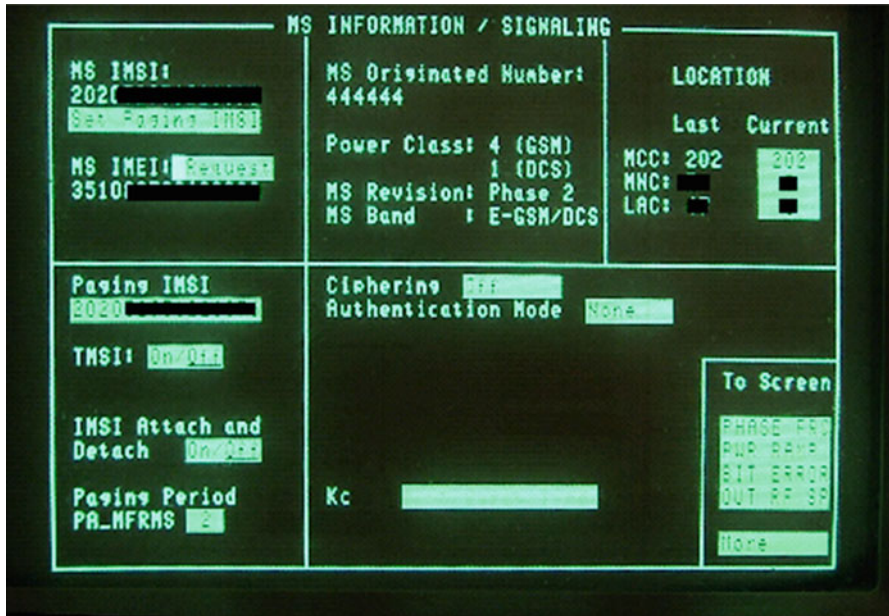 MS INFORMATION / SIGNALING
MS IMSI:
2020
Set Paging IMSI
MS IMEI: Request
35100
MS Originated Number:
444444
Power Class: 4 (GSM)
1 (DCS)
MS Revision: Phase 2
MS Band : E-GSM/DCS
LOCATION
Last Current
MCC: 202 202
MNC:
LAC:
Paging IMSI
2020
TMSI: On/Off
IMSI Attach and
Detach On/Off
Paging Period
PA_MFRMS 2
Ciphering Off
Authentication Mode None
Kc
To Screen
PHASE FRQ
PWR RAMP
BIT ERROR
OUT RF SP
More